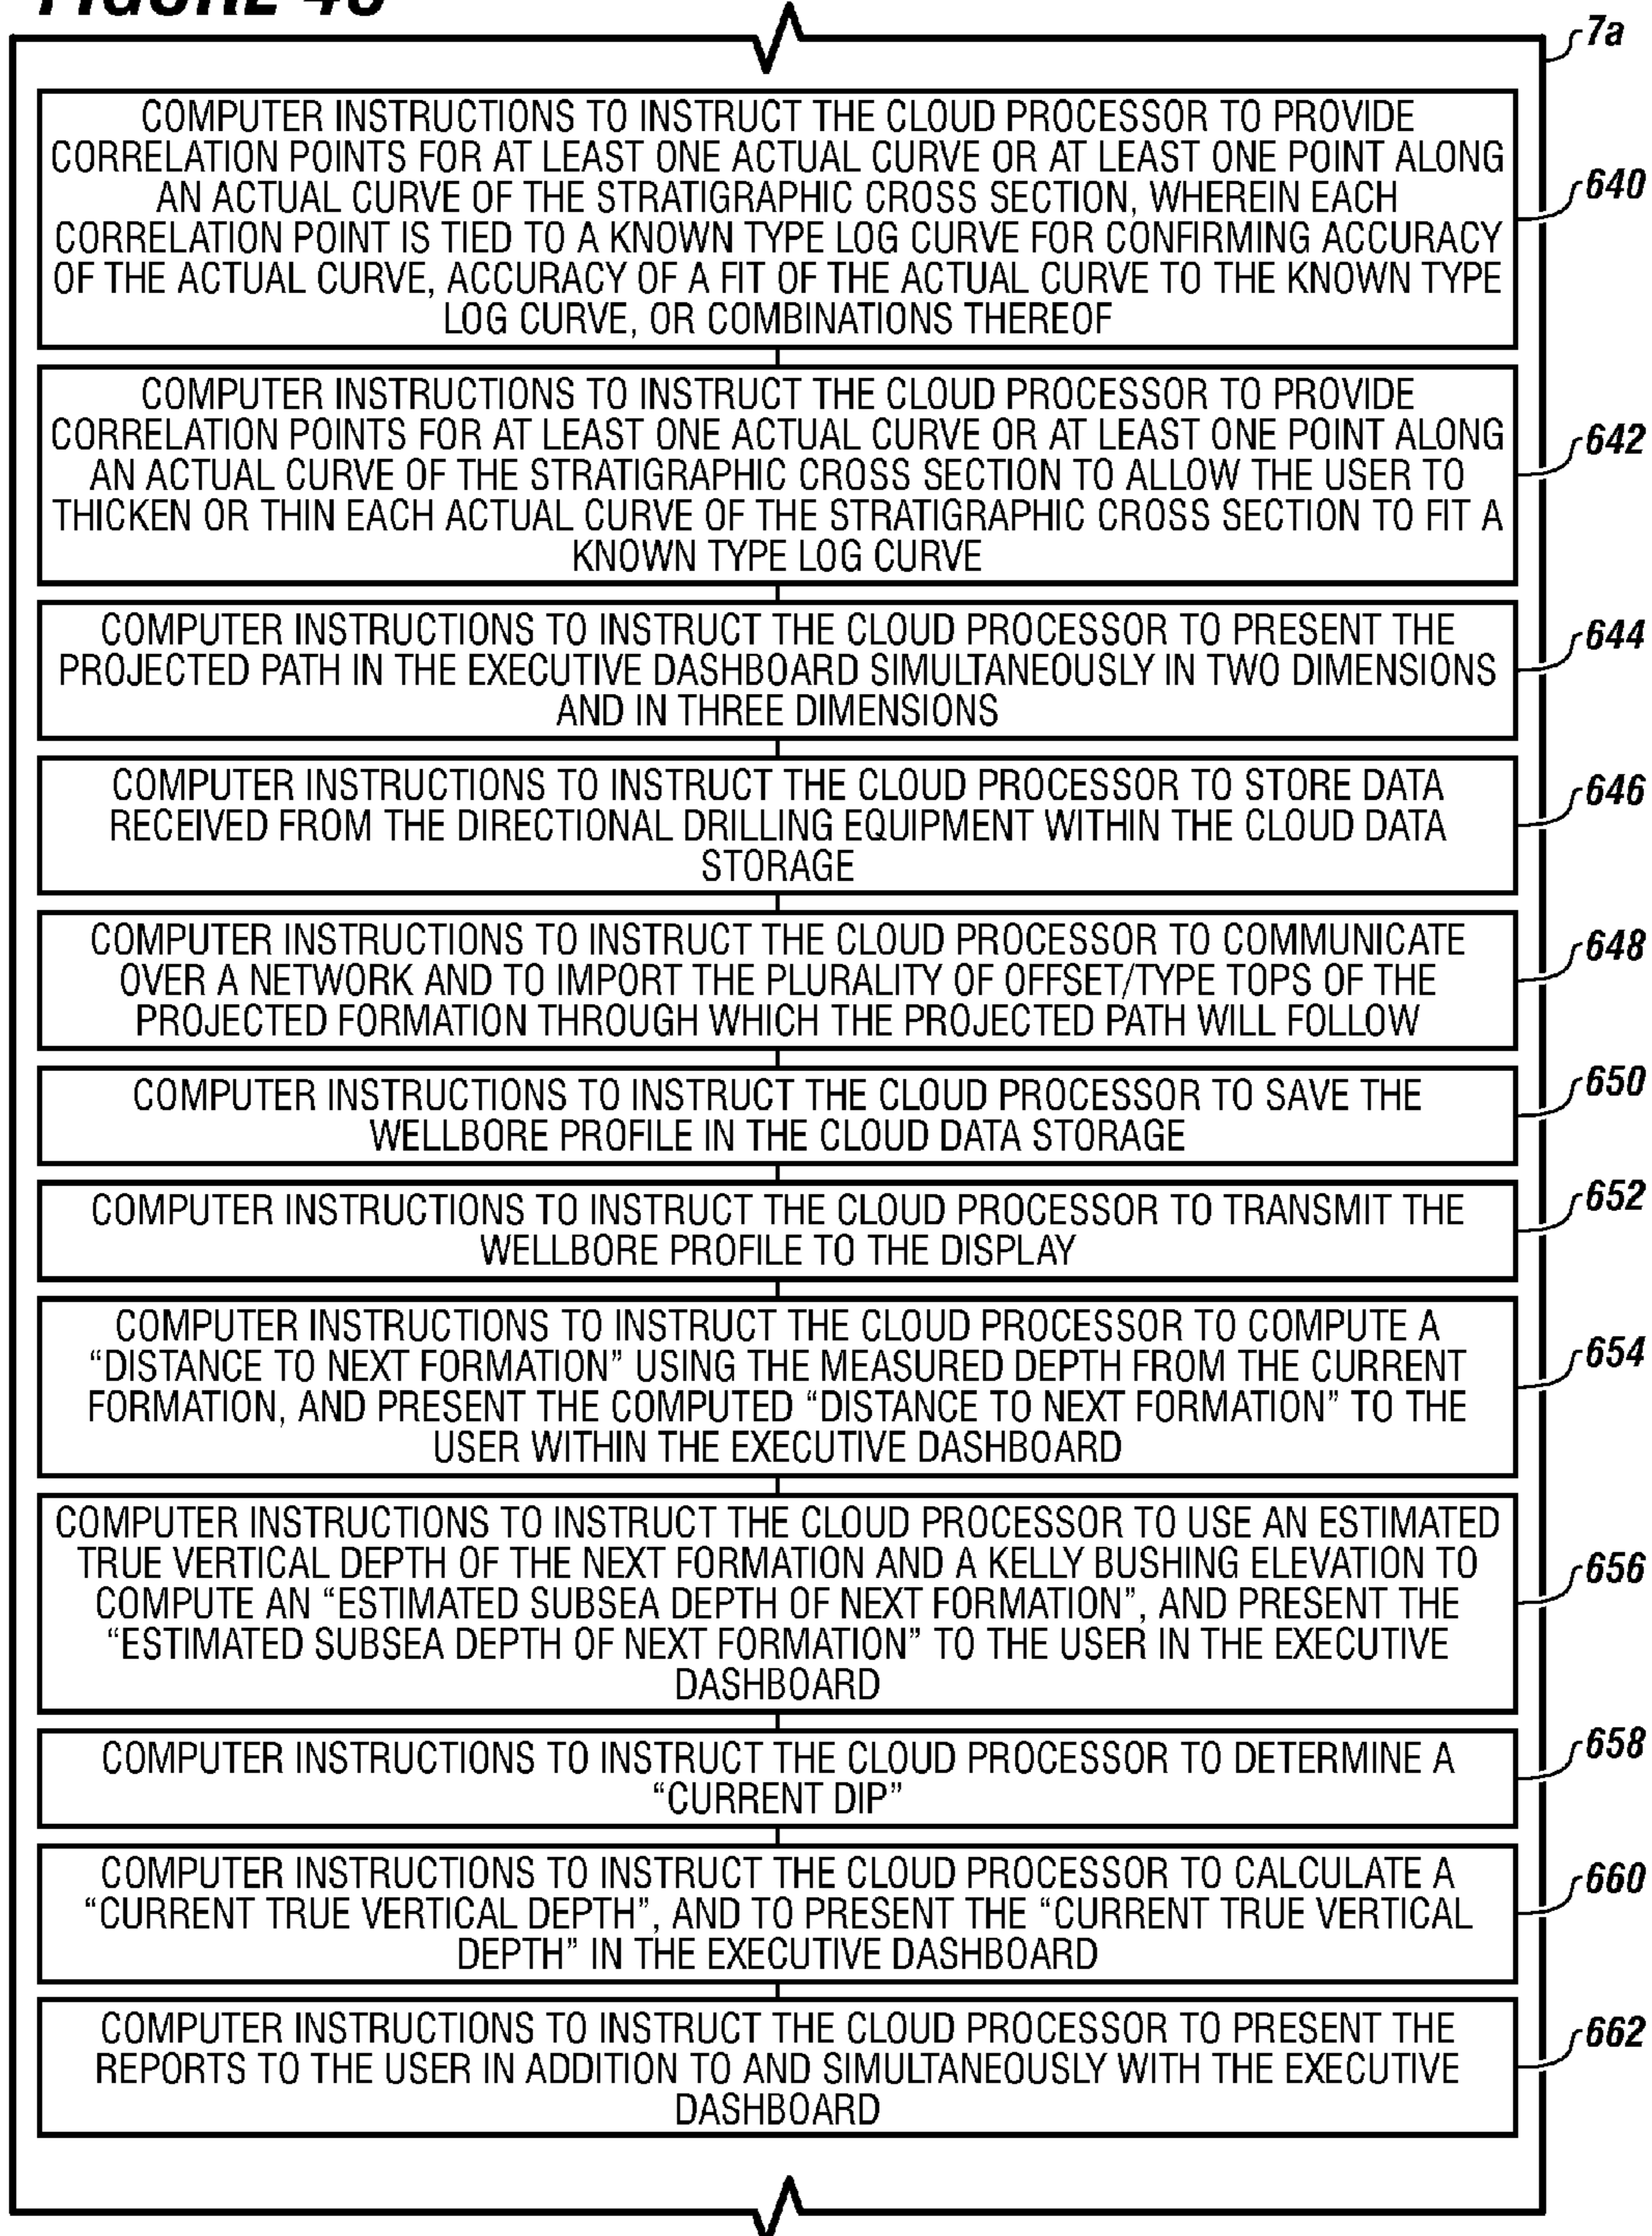 FIGURE
7a
COMPUTER INSTRUCTIONS TO INSTRUCT THE CLOUD PROCESSOR TO PROVIDE
CORRELATION POINTS FOR AT LEAST ONE ACTUAL CURVE OR AT LEAST ONE POINT ALONG
AN ACTUAL CURVE OF THE STRATIGRAPHIC CROSS SECTION, WHEREIN EACH
CORRELATION POINT IS TIED TO A KNOWN TYPE LOG CURVE FOR CONFIRMING ACCURACY
OF THE ACTUAL CURVE, ACCURACY OF A FIT OF THE ACTUAL CURVE TO THE KNOWN TYPE
LOG CURVE, OR COMBINATIONS THEREOF
640
COMPUTER INSTRUCTIONS TO INSTRUCT THE CLOUD PROCESSOR TO PROVIDE
CORRELATION POINTS FOR AT LEAST ONE ACTUAL CURVE OR AT LEAST ONE POINT ALONG
AN ACTUAL CURVE OF THE STRATIGRAPHIC CROSS SECTION TO ALLOW THE USER TO
THICKEN OR THIN EACH ACTUAL CURVE OF THE STRATIGRAPHIC CROSS SECTION TO FIT A
KNOWN TYPE LOG CURVE
642
COMPUTER INSTRUCTIONS TO INSTRUCT THE CLOUD PROCESSOR TO PRESENT THE
PROJECTED PATH IN THE EXECUTIVE DASHBOARD SIMULTANEOUSLY IN TWO DIMENSIONS
AND IN THREE DIMENSIONS
644
COMPUTER INSTRUCTIONS TO INSTRUCT THE CLOUD PROCESSOR TO STORE DATA
RECEIVED FROM THE DIRECTIONAL DRILLING EQUIPMENT WITHIN THE CLOUD DATA
STORAGE
646
COMPUTER INSTRUCTIONS TO INSTRUCT THE CLOUD PROCESSOR TO COMMUNICATE
OVER A NETWORK AND TO IMPORT THE PLURALITY OF OFFSET/TYPE TOPS OF THE
PROJECTED FORMATION THROUGH WHICH THE PROJECTED PATH WILL FOLLOW
648
COMPUTER INSTRUCTIONS TO INSTRUCT THE CLOUD PROCESSOR TO SAVE THE
WELLBORE PROFILE IN THE CLOUD DATA STORAGE
650
COMPUTER INSTRUCTIONS TO INSTRUCT THE CLOUD PROCESSOR TO TRANSMIT THE
WELLBORE PROFILE TO THE DISPLAY
652
COMPUTER INSTRUCTIONS TO INSTRUCT THE CLOUD PROCESSOR TO COMPUTE A
“DISTANCE TO NEXT FORMATION” USING THE MEASURED DEPTH FROM THE CURRENT
FORMATION, AND PRESENT THE COMPUTED “DISTANCE TO NEXT FORMATION” TO THE
USER WITHIN THE EXECUTIVE DASHBOARD
654
COMPUTER INSTRUCTIONS TO INSTRUCT THE CLOUD PROCESSOR TO USE AN ESTIMATED
TRUE VERTICAL DEPTH OF THE NEXT FORMATION AND A KELLY BUSHING ELEVATION TO
COMPUTE AN “ESTIMATED SUBSEA DEPTH OF NEXT FORMATION”, AND PRESENT THE
“ESTIMATED SUBSEA DEPTH OF NEXT FORMATION” TO THE USER IN THE EXECUTIVE
DASHBOARD
656
COMPUTER INSTRUCTIONS TO INSTRUCT THE CLOUD PROCESSOR TO DETERMINE A
“CURRENT DIP”
658
COMPUTER INSTRUCTIONS TO INSTRUCT THE CLOUD PROCESSOR TO CALCULATE A
“CURRENT TRUE VERTICAL DEPTH”, AND TO PRESENT THE “CURRENT TRUE VERTICAL
DEPTH” IN THE EXECUTIVE DASHBOARD
660
COMPUTER INSTRUCTIONS TO INSTRUCT THE CLOUD PROCESSOR TO PRESENT THE
REPORTS TO THE USER IN ADDITION TO AND SIMULTANEOUSLY WITH THE EXECUTIVE
DASHBOARD
662